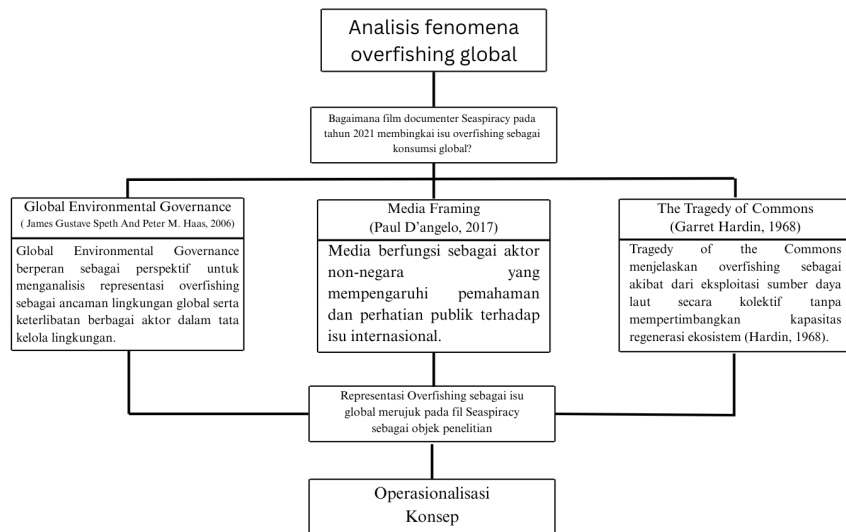 Analisis fenomena
overfishing global
Bagaimana film documenter Seaspiracy pada
tahun 2021 membingkai isu overfishing sebagai
konsumsi global?
Global Environmental Governance
( James Gustave Speth And Peter M. Haas, 2006)
Global Environmental Governance
berperan sebagai perspektif untuk
menganalisis representasi overfishing
sebagai ancaman lingkungan global serta
keterlibatan berbagai aktor dalam tata
kelola lingkungan.
Media Framing
(Paul D'angelo, 2017)
Media berfungsi sebagai aktor
non-negara yang
mempengaruhi pemahaman
dan perhatian publik terhadap
isu internasional.
The Tragedy of Commons
(Garret Hardin, 1968)
Tragedy of the Commons
menjelaskan overfishing sebagai
akibat dari eksploitasi sumber daya
laut secara kolektif tanpa
mempertimbangkan kapasitas
regenerasi ekosistem (Hardin, 1968).
Representasi Overfishing sebagai isu
global merujuk pada fil Seaspiracy
sebagai objek penelitian
Operasionalisasi
Konsep